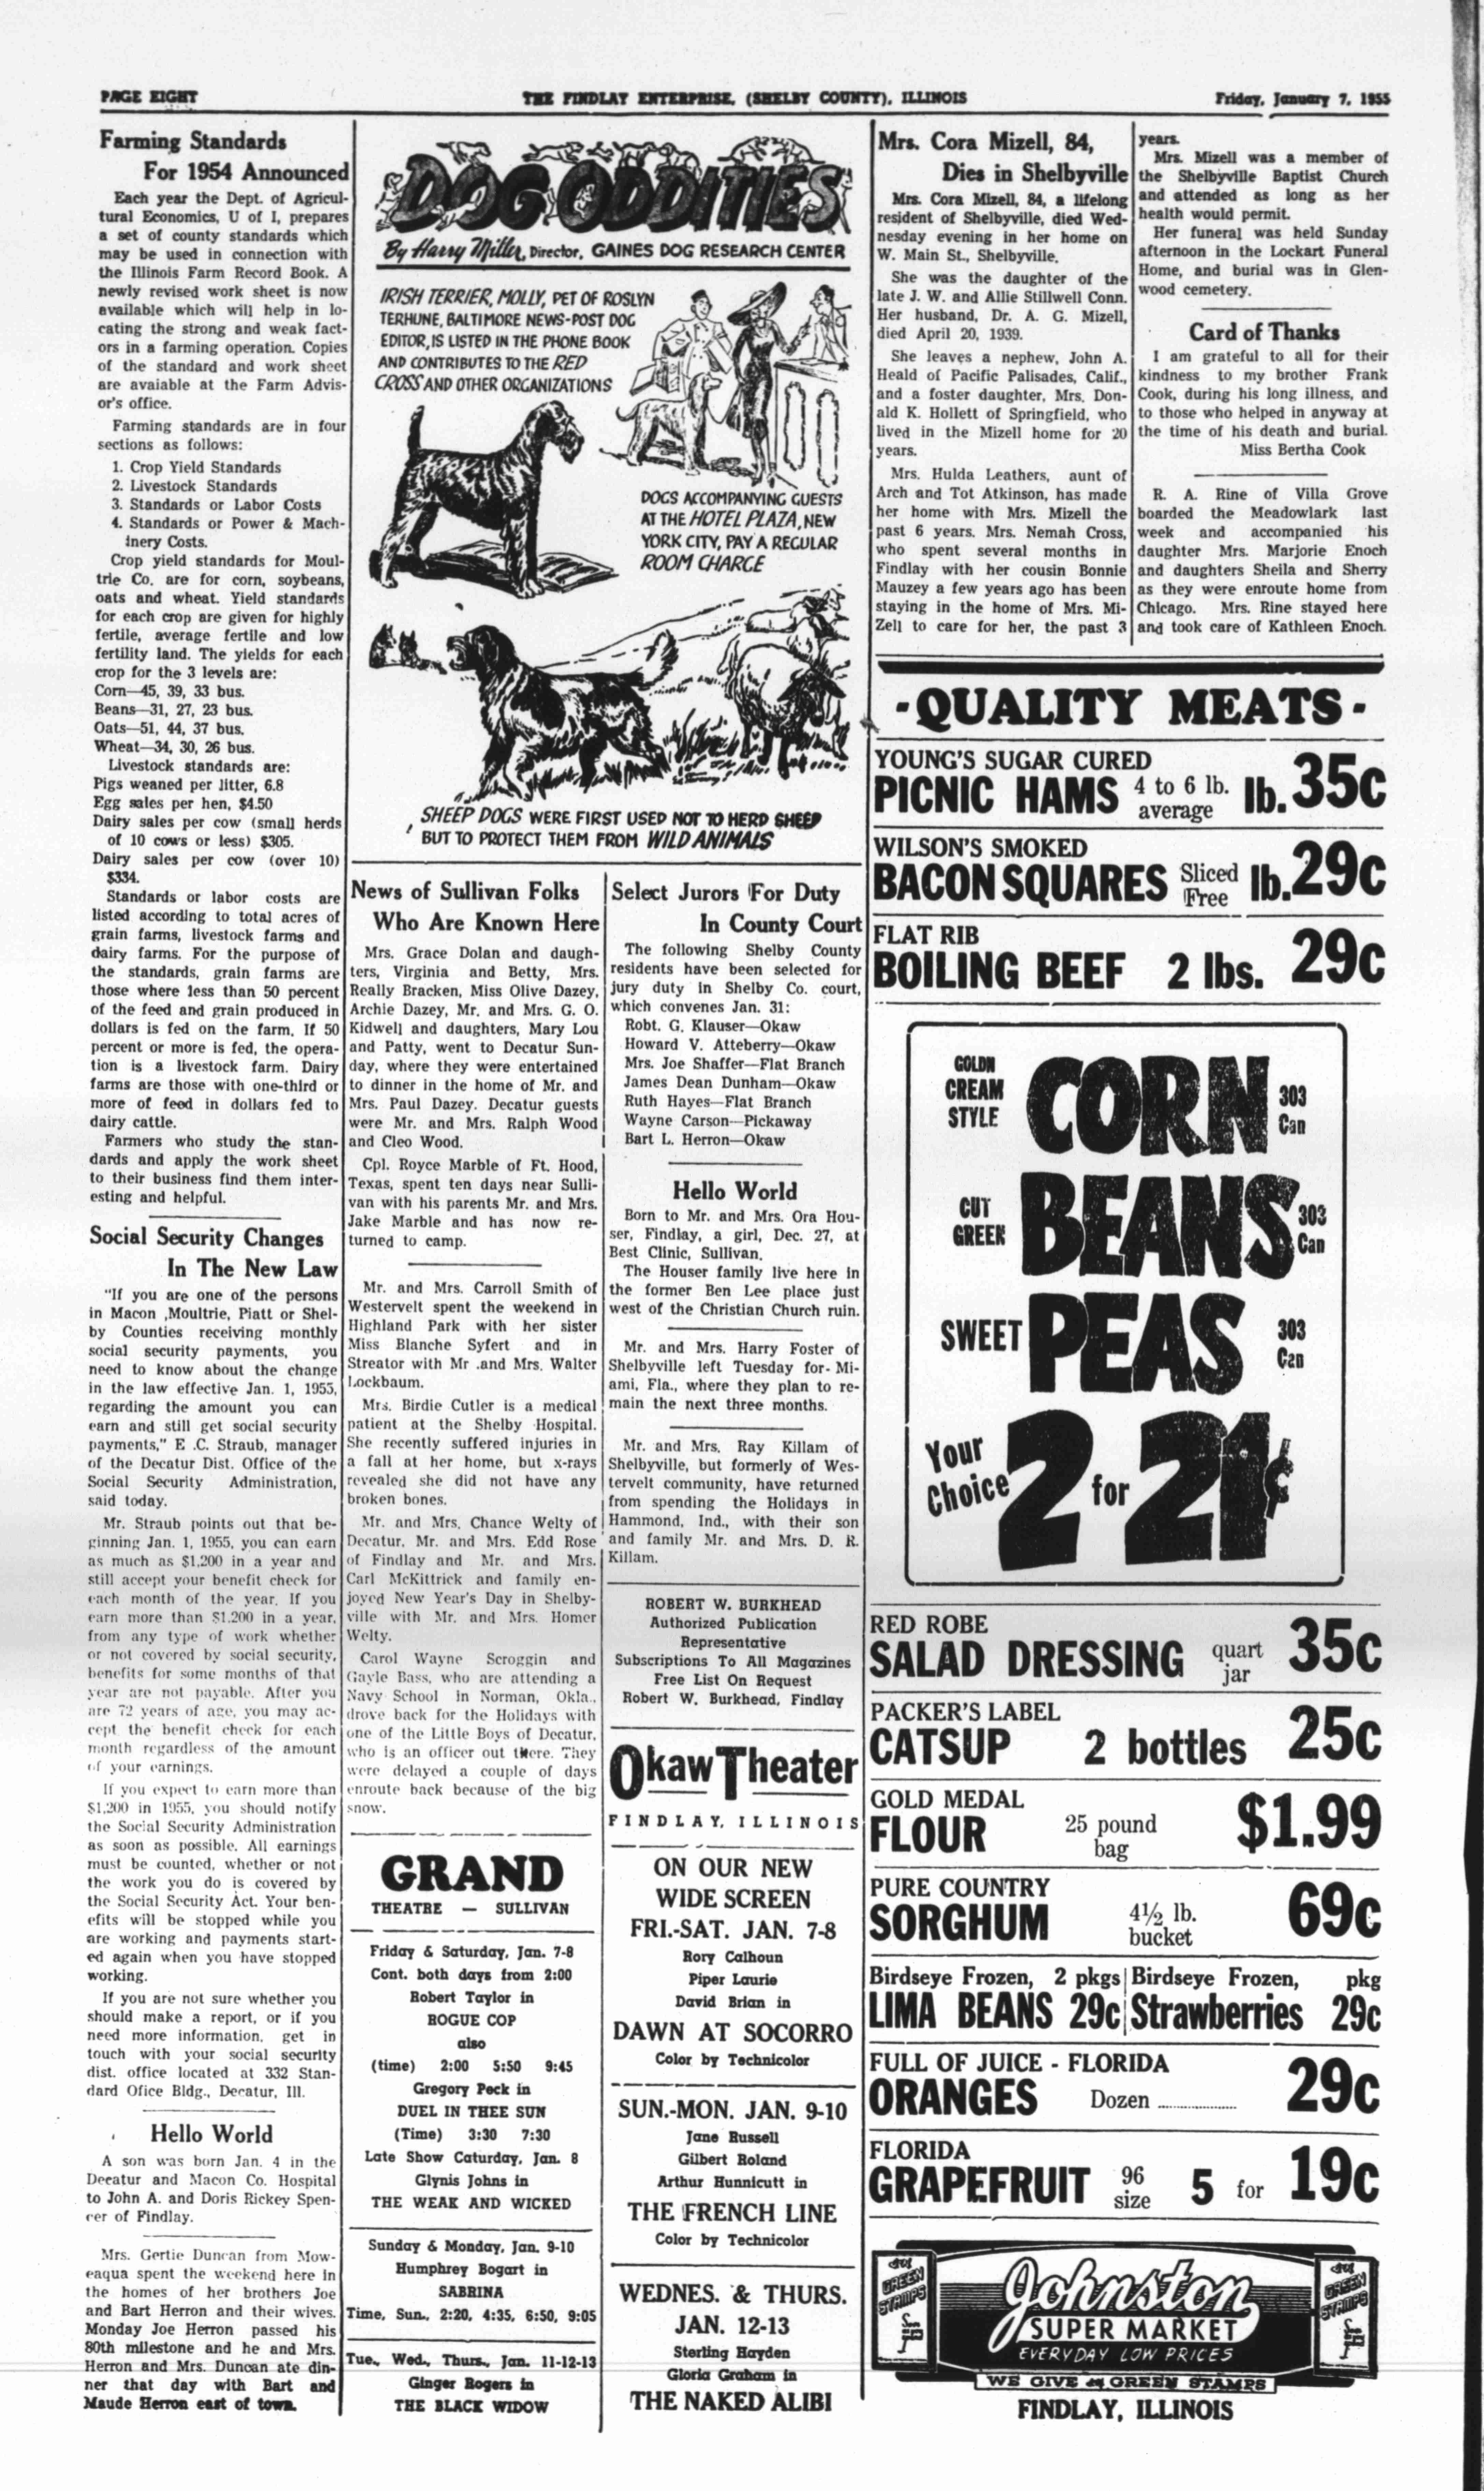 PAGE EIGHT
THE FINDLAY ENTERPRISE, (SHELBY COUNTY), ILLINOIS
Friday, January 7, 1955
Farming Standards
For 1954 Announced
Each year the Dept. of Agricul-
tural Economics, U of I, prepares
a set of county standards which
may be used in connection with
the Illinois Farm Record Book. A
newly revised work sheet is now
available which will help in lo-
cating the strong and weak fact-
ors in a farming operation. Copies
of the standard and work sheet
are avaiable at the Farm Advis-
or's office.
Farming standards are in four
sections as follows:
1. Crop Yield Standards
2. Livestock Standards
3. Standards or Labor Costs
4. Standards or Power & Mach-
inery Costs.
Crop yield standards for Moul-
trie Co. are for corn, soybeans,
oats and wheat. Yield standards
for each crop are given for highly
fertile, average fertile and low
fertility land. The yields for each
crop for the 3 levels are:
Corn—45, 39, 33 bus.
Beans—31, 27, 23 bus.
Oats—51, 44, 37 bus.
Wheat—34, 30, 26 bus.
Livestock standards are:
Pigs weaned per litter, 6.8
Egg sales per hen, $4.50
Dairy sales per cow (small herds
of 10 cows or less) $305.
Dairy sales per cow (over 10)
$334.
Standards or labor costs are
listed according to total acres of
grain farms, livestock farms and
dairy farms. For the purpose of
the standards, grain farms are
those where less than 50 percent
of the feed and grain produced in
dollars is fed on the farm. If 50
percent or more is fed, the opera-
tion is a livestock farm. Dairy
farms are those with one-third or
more of feed in dollars fed to
dairy cattle.
Farmers who study the stan-
dards and apply the work sheet
to their business find them inter-
esting and helpful.
Social Security Changes
In The New Law
"If you are one of the persons
in Macon ,Moultrie, Piatt or Shel-
by Counties receiving monthly
social security payments, you
need to know about the change
in the law effective Jan. 1, 1955,
regarding the amount you can
earn and still get social security
payments," E .C. Straub, manager
of the Decatur Dist. Office of the
Social Security Administration,
said today.
Mr. Straub points out that be-
ginning Jan. 1, 1955, you can earn
as much as $1,200 in a year and
still accept your benefit check for
each month of the year. If you
earn more than $1,200 in a year,
from any type of work whether
or not covered by social security,
benefits for some months of that
year are not payable. After you
are 72 years of age, you may ac-
cept the benefit check for each
month regardless of the amount
of your earnings.
If you expect to earn more than
$1,200 in 1955, you should notify
the Social Security Administration
as soon as possible. All earnings
must be counted, whether or not
the work you do is covered by
the Social Security Act. Your ben-
efits will be stopped while you
are working and payments start-
ed again when you have stopped
working.
If you are not sure whether you
should make a report, or if you
need more information, get in
touch with your social security
dist. office located at 332 Stan-
dard Ofice Bldg., Decatur, Ill.
Hello World
A son was born Jan. 4 in the
Decatur and Macon Co. Hospital
to John A. and Doris Rickey Spen-
cer of Findlay.
Mrs. Gertie Duncan from Mow-
eaqua spent the weekend here in
the homes of her brothers Joe
and Bart Herron and their wives.
Monday Joe Herron passed his
80th milestone and he and Mrs.
Herron and Mrs. Duncan ate din-
ner that day with Bart and
Maude Herron east of town.
DOG ODDITIES
By Harry Miller, Director, GAINES DOG RESEARCH CENTER
IRISH TERRIER, MOLLY, PET OF ROSLYN
TERHUNE, BALTIMORE NEWS-POST DOG
EDITOR, IS LISTED IN THE PHONE BOOK
AND CONTRIBUTES TO THE RED
CROSS AND OTHER ORGANIZATIONS
DOGS ACCOMPANYING GUESTS
AT THE HOTEL PLAZA, NEW
YORK CITY, PAY A REGULAR
ROOM CHARGE
SHEEP DOGS WERE FIRST USED NOT TO HERD SHEEP
BUT TO PROTECT THEM FROM WILD ANIMALS
News of Sullivan Folks
Who Are Known Here
Mrs. Grace Dolan and daugh-
ters, Virginia and Betty, Mrs.
Really Bracken, Miss Olive Dazey,
Archie Dazey, Mr. and Mrs. G. O.
Kidwell and daughters, Mary Lou
and Patty, went to Decatur Sun-
day, where they were entertained
to dinner in the home of Mr. and
Mrs. Paul Dazey. Decatur guests
were Mr. and Mrs. Ralph Wood
and Cleo Wood.
Cpl. Royce Marble of Ft. Hood,
Texas, spent ten days near Sulli-
van with his parents Mr. and Mrs.
Jake Marble and has now re-
turned to camp.
Mr. and Mrs. Carroll Smith of
Westervelt spent the weekend in
Highland Park with her sister
Miss Blanche Syfert and in
Streator with Mr .and Mrs. Walter
Lockbaum.
Mrs. Birdie Cutler is a medical
patient at the Shelby Hospital.
She recently suffered injuries in
a fall at her home, but x-rays
revealed she did not have any
broken bones.
Mr. and Mrs. Chance Welty of
Decatur, Mr. and Mrs. Edd Rose
of Findlay and Mr. and Mrs.
Carl McKittrick and family en-
joyed New Year's Day in Shelby-
ville with Mr. and Mrs. Homer
Welty.
Carol Wayne Scroggin and
Gayle Bass, who are attending a
Navy School in Norman, Okla.,
drove back for the Holidays with
one of the Little Boys of Decatur,
who is an officer out there. They
were delayed a couple of days
enroute back because of the big
snow.
GRAND
THEATRE — SULLIVAN
Friday & Saturday, Jan. 7-8
Cont. both days from 2:00
Robert Taylor in
ROGUE COP
also
(time) 2:00 5:50 9:45
Gregory Peck in
DUEL IN THEE SUN
(Time) 3:30 7:30
Late Show Caturday, Jan. 8
Glynis Johns in
THE WEAK AND WICKED
Sunday & Monday, Jan. 9-10
Humphrey Bogart in
SABRINA
Time, Sun., 2:20, 4:35, 6:50, 9:05
Tue., Wed., Thurs., Jan. 11-12-13
Ginger Rogers in
THE BLACK WIDOW
Select Jurors For Duty
In County Court
The following Shelby County
residents have been selected for
jury duty in Shelby Co. court,
which convenes Jan. 31:
Robt. G. Klauser—Okaw
Howard V. Atteberry—Okaw
Mrs. Joe Shaffer—Flat Branch
James Dean Dunham—Okaw
Ruth Hayes—Flat Branch
Wayne Carson—Pickaway
Bart L. Herron—Okaw
Hello World
Born to Mr. and Mrs. Ora Hou-
ser, Findlay, a girl, Dec. 27, at
Best Clinic, Sullivan.
The Houser family live here in
the former Ben Lee place just
west of the Christian Church ruin.
Mr. and Mrs. Harry Foster of
Shelbyville left Tuesday for- Mi-
ami, Fla., where they plan to re-
main the next three months.
Mr. and Mrs. Ray Killam of
Shelbyville, but formerly of Wes-
tervelt community, have returned
from spending the Holidays in
Hammond, Ind., with their son
and family Mr. and Mrs. D. R.
Killam.
ROBERT W. BURKHEAD
Authorized Publication
Representative
Subscriptions To All Magazines
Free List On Request
Robert W. Burkhead, Findlay
Okaw Theater
FINDLAY, ILLINOIS
ON OUR NEW
WIDE SCREEN
FRI.-SAT. JAN. 7-8
Rory Calhoun
Piper Laurie
David Brian in
DAWN AT SOCORRO
Color by Technicolor
SUN.-MON. JAN. 9-10
Jane Russell
Gilbert Roland
Arthur Hunnicutt in
THE FRENCH LINE
Color by Technicolor
WEDNES. & THURS.
JAN. 12-13
Sterling Hayden
Gloria Graham in
THE NAKED ALIBI
Mrs. Cora Mizell, 84,
Dies in Shelbyville
Mrs. Cora Mizell, 84, a lifelong
resident of Shelbyville, died Wed-
nesday evening in her home on
W. Main St., Shelbyville.
She was the daughter of the
late J. W. and Allie Stillwell Conn.
Her husband, Dr. A. G. Mizell,
died April 20, 1939.
She leaves a nephew, John A.
Heald of Pacific Palisades, Calif.,
and a foster daughter, Mrs. Don-
ald K. Hollett of Springfield, who
lived in the Mizell home for 20
years.
Mrs. Hulda Leathers, aunt of
Arch and Tot Atkinson, has made
her home with Mrs. Mizell the
past 6 years. Mrs. Nemah Cross,
who spent several months in
Findlay with her cousin Bonnie
Mauzey a few years ago has been
staying in the home of Mrs. Mi-
Zell to care for her, the past 3
years.
Mrs. Mizell was a member of
the Shelbyville Baptist Church
and attended as long as her
health would permit.
Her funeral was held Sunday
afternoon in the Lockart Funeral
Home, and burial was in Glen-
wood cemetery.
Card of Thanks
I am grateful to all for their
kindness to my brother Frank
Cook, during his long illness, and
to those who helped in anyway at
the time of his death and burial.
Miss Bertha Cook
R. A. Rine of Villa Grove
boarded the Meadowlark last
week and accompanied his
daughter Mrs. Marjorie Enoch
and daughters Sheila and Sherry
as they were enroute home from
Chicago. Mrs. Rine stayed here
and took care of Kathleen Enoch.
-QUALITY MEATS-
YOUNG'S SUGAR CURED
PICNIC HAMS 4 to 6 lb. average lb. 35c
WILSON'S SMOKED
BACON SQUARES Sliced Free lb. 29c
FLAT RIB
BOILING BEEF 2 lbs. 29c
GOLDN
CREAM
STYLE
CORN 303 Can
CUT
GREEN
BEANS 303 Can
SWEET PEAS 303 Can
Your Choice 2 for 21¢
RED ROBE
SALAD DRESSING quart jar 35c
PACKER'S LABEL
CATSUP 2 bottles 25c
GOLD MEDAL
FLOUR 25 pound bag $1.99
PURE COUNTRY
SORGHUM 4½ lb. bucket 69c
Birdseye Frozen, 2 pkgs
LIMA BEANS 29c
Birdseye Frozen, pkg
Strawberries 29c
FULL OF JUICE - FLORIDA
ORANGES Dozen 29c
FLORIDA
GRAPEFRUIT 96 size 5 for 19c
S&H
GREEN
STAMPS
Johnston
SUPER MARKET
EVERYDAY LOW PRICES
S&H
GREEN
STAMPS
WE GIVE S&H GREEN STAMPS
FINDLAY, ILLINOIS